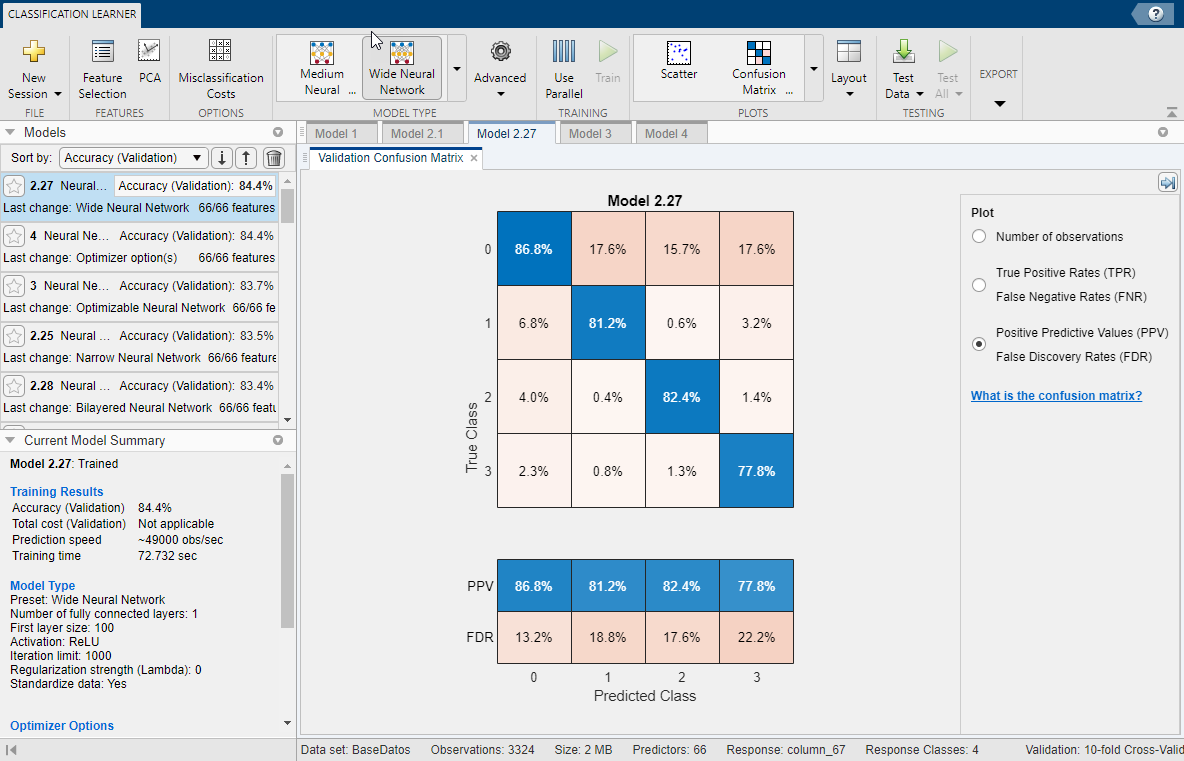 CLASSIFICATION LEARNER
New
Session
Feature
Selection
PCA
Misclassification
Costs
Medium
Neural ...
Wide Neural
Network
Advanced
Use
Parallel
Train
Scatter
Confusion
Matrix ...
Layout
Test
Data
Test
All
EXPORT
FILE
FEATURES
OPTIONS
MODEL TYPE
TRAINING
PLOTS
TESTING
Models
Sort by: Accuracy (Validation)
2.27 Neural... Accuracy (Validation): 84.4%
Last change: Wide Neural Network 66/66 features
4 Neural Ne... Accuracy (Validation): 84.4%
Last change: Optimizer option(s) 66/66 features
3 Neural Ne... Accuracy (Validation): 83.7%
Last change: Optimizable Neural Network 66/66 fe
2.25 Neural ... Accuracy (Validation): 83.5%
Last change: Narrow Neural Network 66/66 feature
2.28 Neural ... Accuracy (Validation): 83.4%
Last change: Bilayered Neural Network 66/66 featu
Current Model Summary
Model 2.27: Trained
Training Results
Accuracy (Validation) 84.4%
Total cost (Validation) Not applicable
Prediction speed ~49000 obs/sec
Training time 72.732 sec
Model Type
Preset: Wide Neural Network
Number of fully connected layers: 1
First layer size: 100
Activation: ReLU
Iteration limit: 1000
Regularization strength (Lambda): 0
Standardize data: Yes
Optimizer Options
Model 1
Model 2.1
Model 2.27
Model 3
Model 4
Validation Confusion Matrix
Model 2.27
True Class
0 86.8% 17.6% 15.7% 17.6%
1 6.8% 81.2% 0.6% 3.2%
2 4.0% 0.4% 82.4% 1.4%
3 2.3% 0.8% 1.3% 77.8%
PPV 86.8% 81.2% 82.4% 77.8%
FDR 13.2% 18.8% 17.6% 22.2%
0 1 2 3
Predicted Class
Plot
Number of observations
True Positive Rates (TPR)
False Negative Rates (FNR)
Positive Predictive Values (PPV)
False Discovery Rates (FDR)
What is the confusion matrix?
Data set: BaseDatos Observations: 3324 Size: 2 MB Predictors: 66 Response: column_67 Response Classes: 4 Validation: 10-fold Cross-Valid